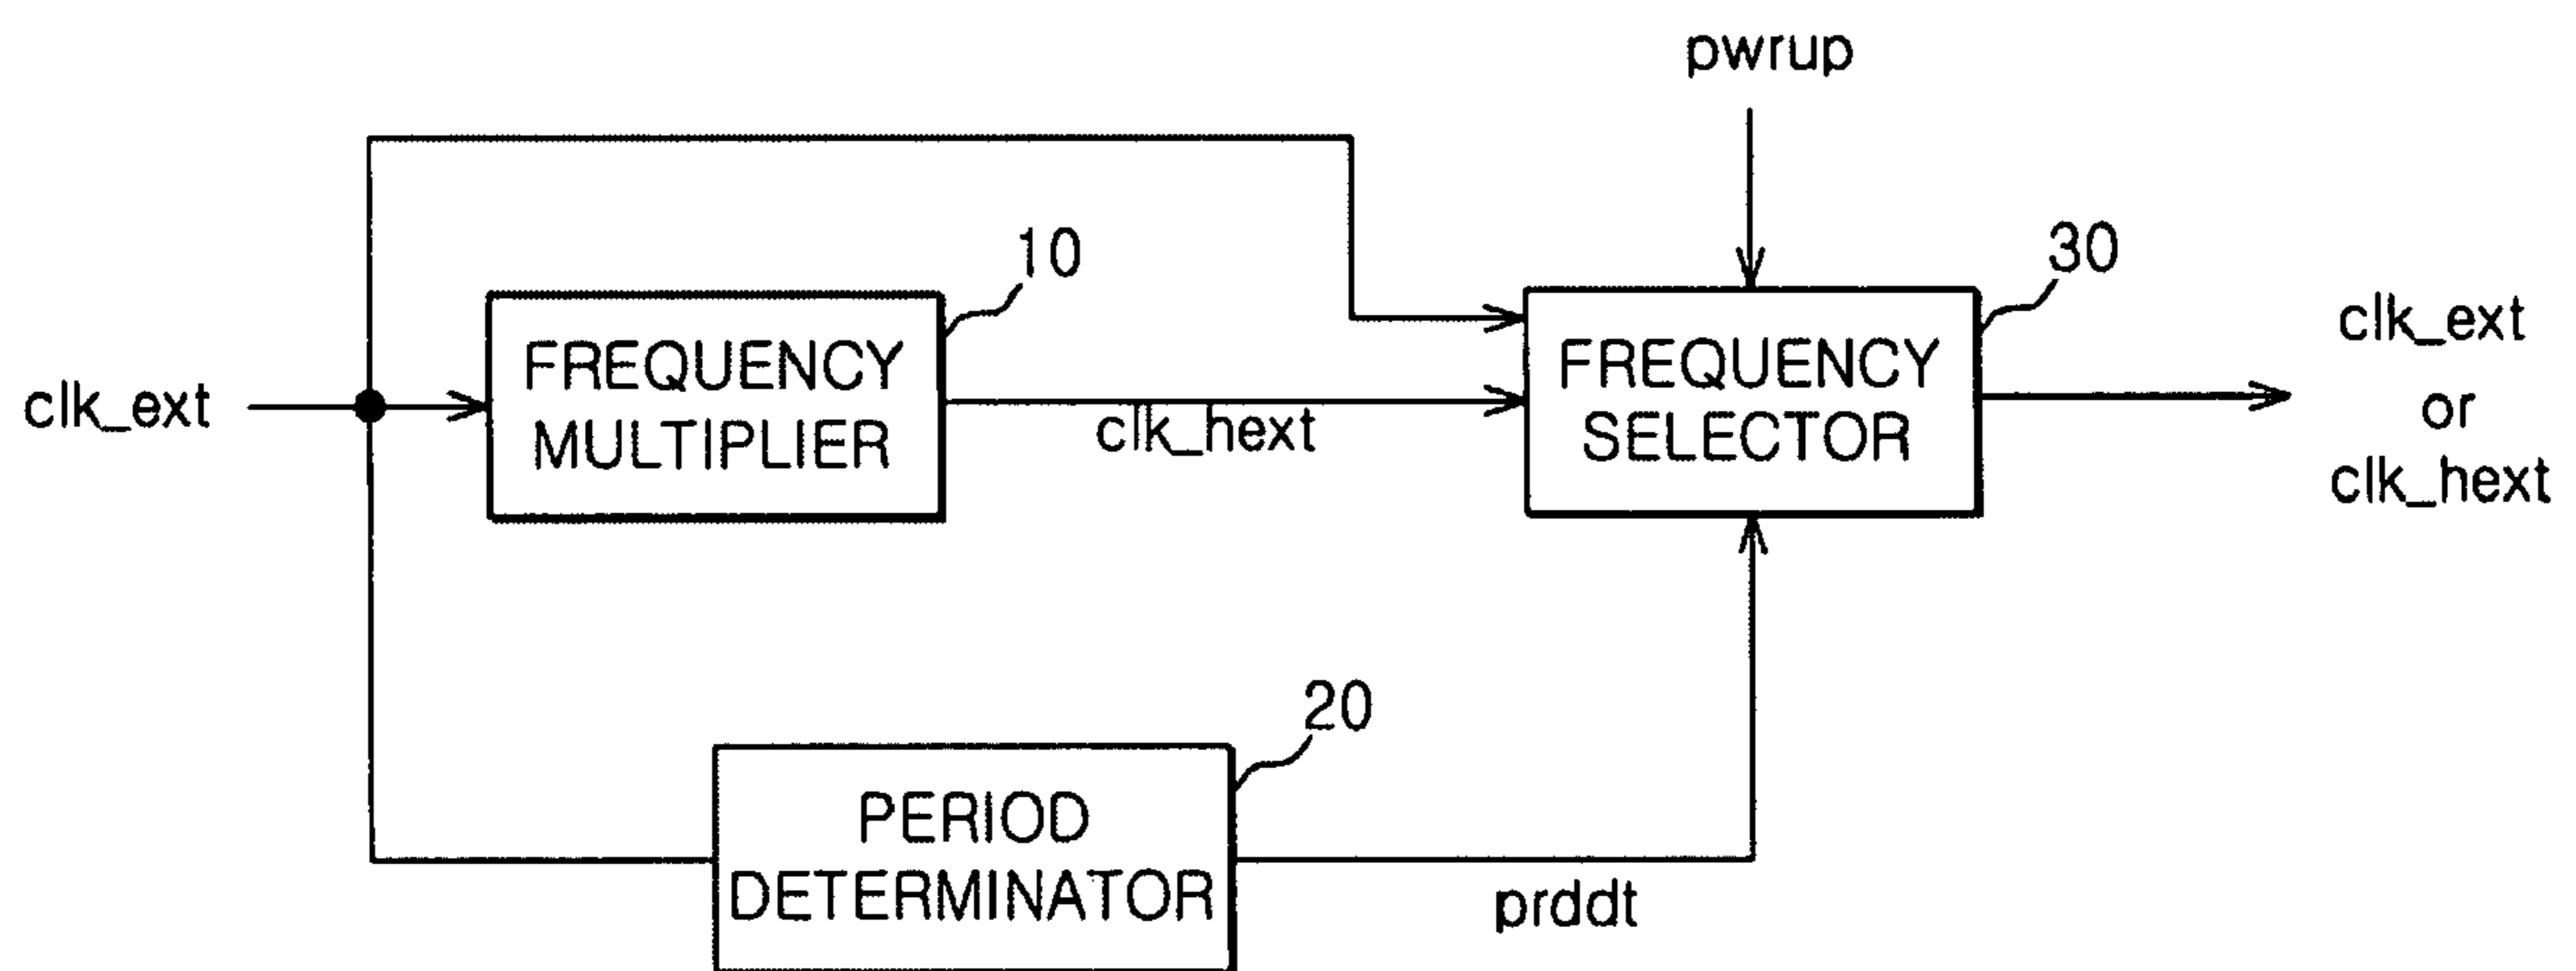 pwrup
10
30
clk_ext
FREQUENCY
MULTIPLIER
clk_hext
FREQUENCY
SELECTOR
clk_ext
or
clk_hext
20
PERIOD
DETERMINATOR
prddt